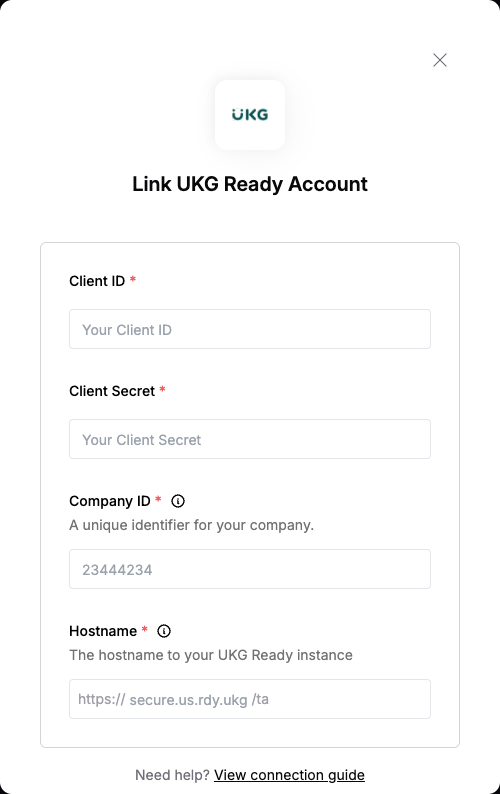 UKG
Link UKG Ready Account
Client ID *
Your Client ID
Client Secret *
Your Client Secret
Company ID *
A unique identifier for your company.
23444234
Hostname *
The hostname to your UKG Ready instance
https:// secure.us.rdy.ukg /ta
Need help? View connection guide